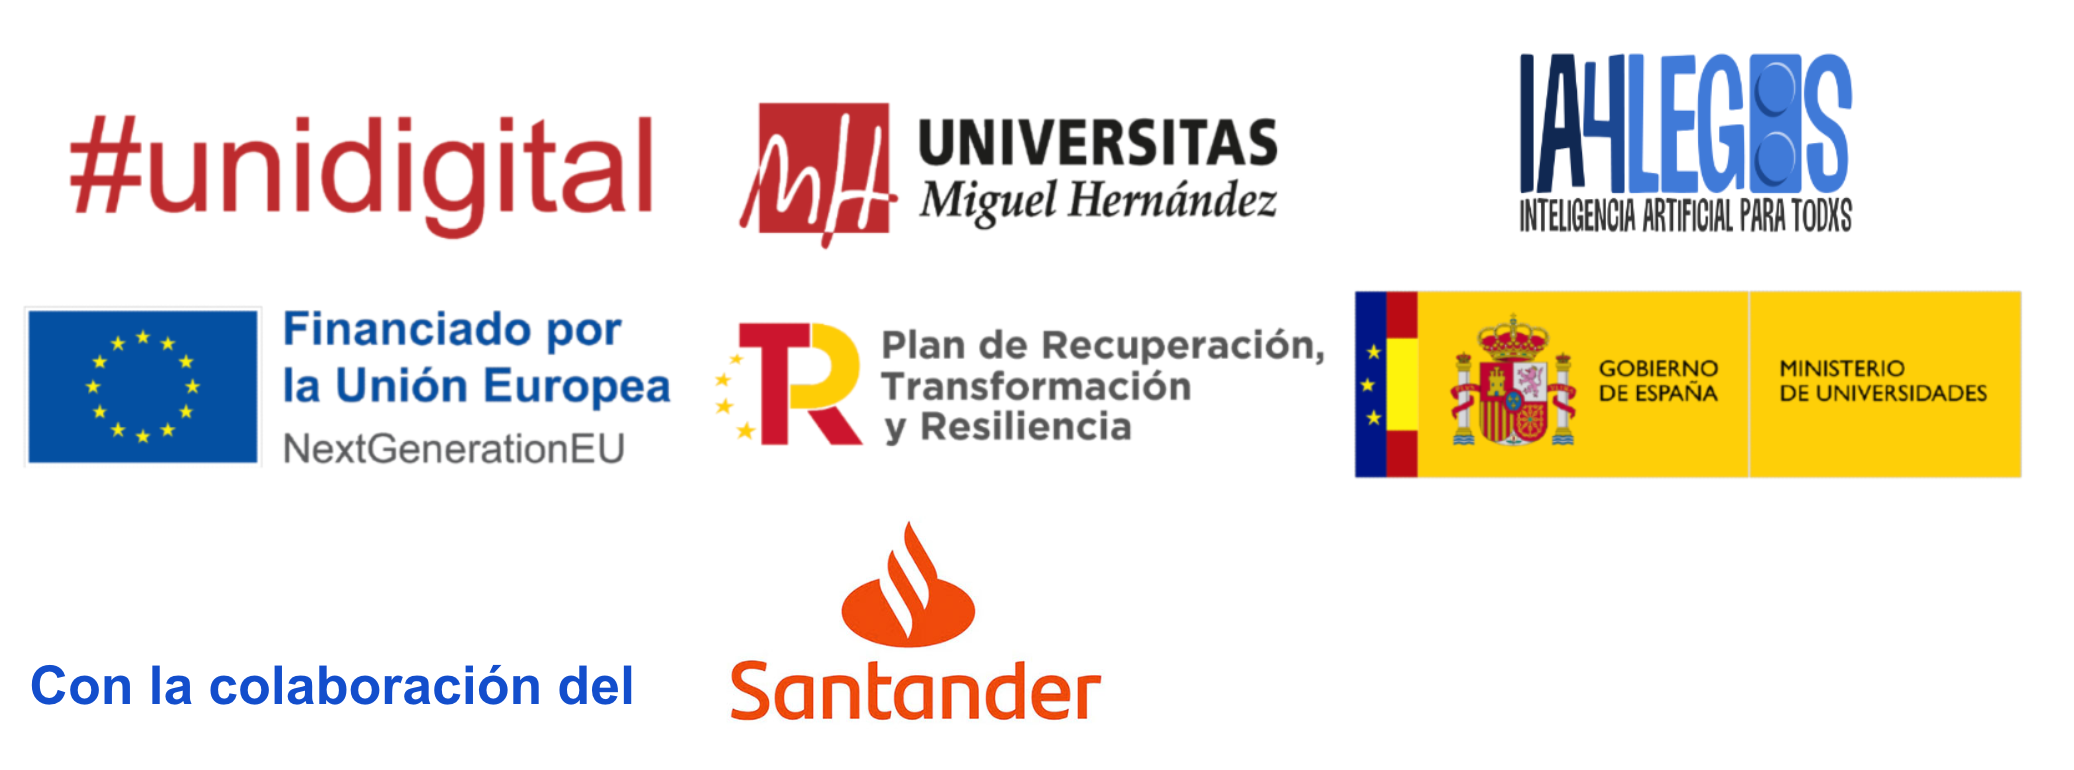 #unidigital
UNIVERSITAS
Miguel Hernández
IA4LEGOS
INTELIGENCIA ARTIFICIAL PARA TODXS
Financiado por
la Unión Europea
NextGenerationEU
Plan de Recuperación,
Transformación
y Resiliencia
GOBIERNO
DE ESPAÑA
MINISTERIO
DE UNIVERSIDADES
Con la colaboración del
Santander